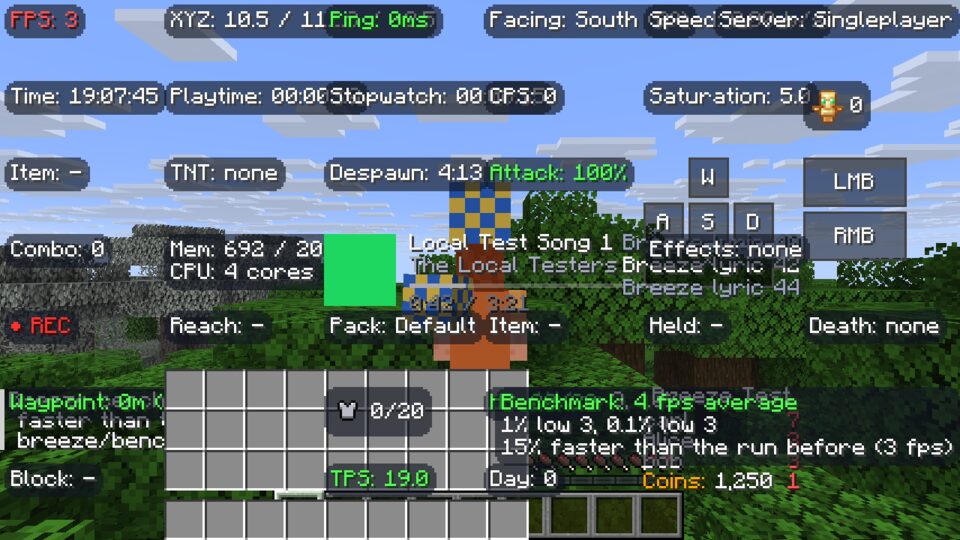 FPS: 3
XYZ: 10.5 / 11
Ping: 0ms
Facing: South
Speed
Server: Singleplayer
Time: 19:07:45
Playtime: 00:00
Stopwatch: 00
CPS: 0
Saturation: 5.0
0
Item: -
TNT: none
Despawn: 4:13
Attack: 100%
W
LMB
A S D
RMB
Combo: 0
Mem: 692 / 20
CPU: 4 cores
Local Test Song 1
The Local Testers
Effects: none
Breeze lyric 42
Breeze lyric 44
● REC
Reach: -
Pack: Default
Item: -
Held: -
Death: none
Waypoint: 0m
faster than
breeze/benc
0/20
Breeze Test
Benchmark: 4 fps average
1% low 3, 0.1% low 3
15% faster than the run before (3 fps)
Block: -
TPS: 19.0
Day: 0
Coins: 1,250
1